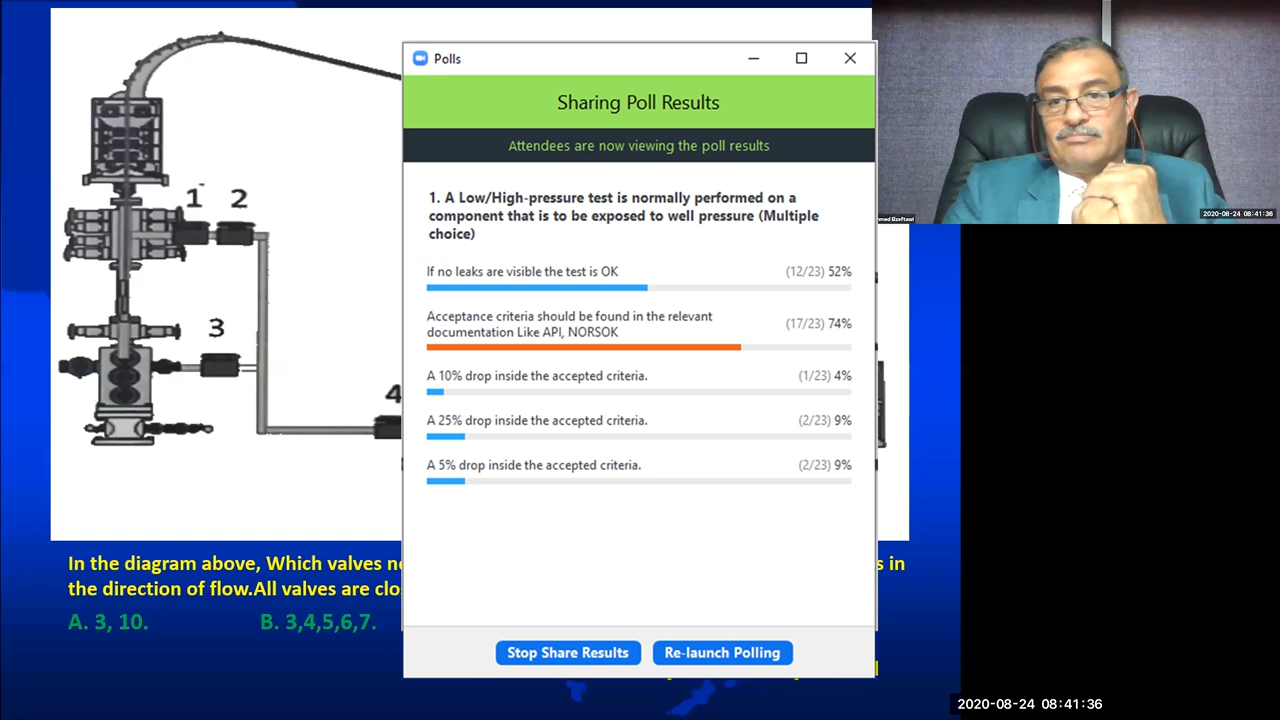 Polls
Sharing Poll Results
Attendees are now viewing the poll results
1. A Low/High-pressure test is normally performed on a
component that is to be exposed to well pressure (Multiple
choice)
If no leaks are visible the test is OK (12/23) 52%
Acceptance criteria should be found in the relevant
documentation Like API, NORSOK (17/23) 74%
A 10% drop inside the accepted criteria. (1/23) 4%
A 25% drop inside the accepted criteria. (2/23) 9%
A 5% drop inside the accepted criteria. (2/23) 9%
Stop Share Results Re-launch Polling
1 2
3
4
In the diagram above, Which valves s in
the direction of flow.All valves are
A. 3, 10. B. 3,4,5,6,7.
2020-08-24 08:41:36
2020-08-24 08:41:36